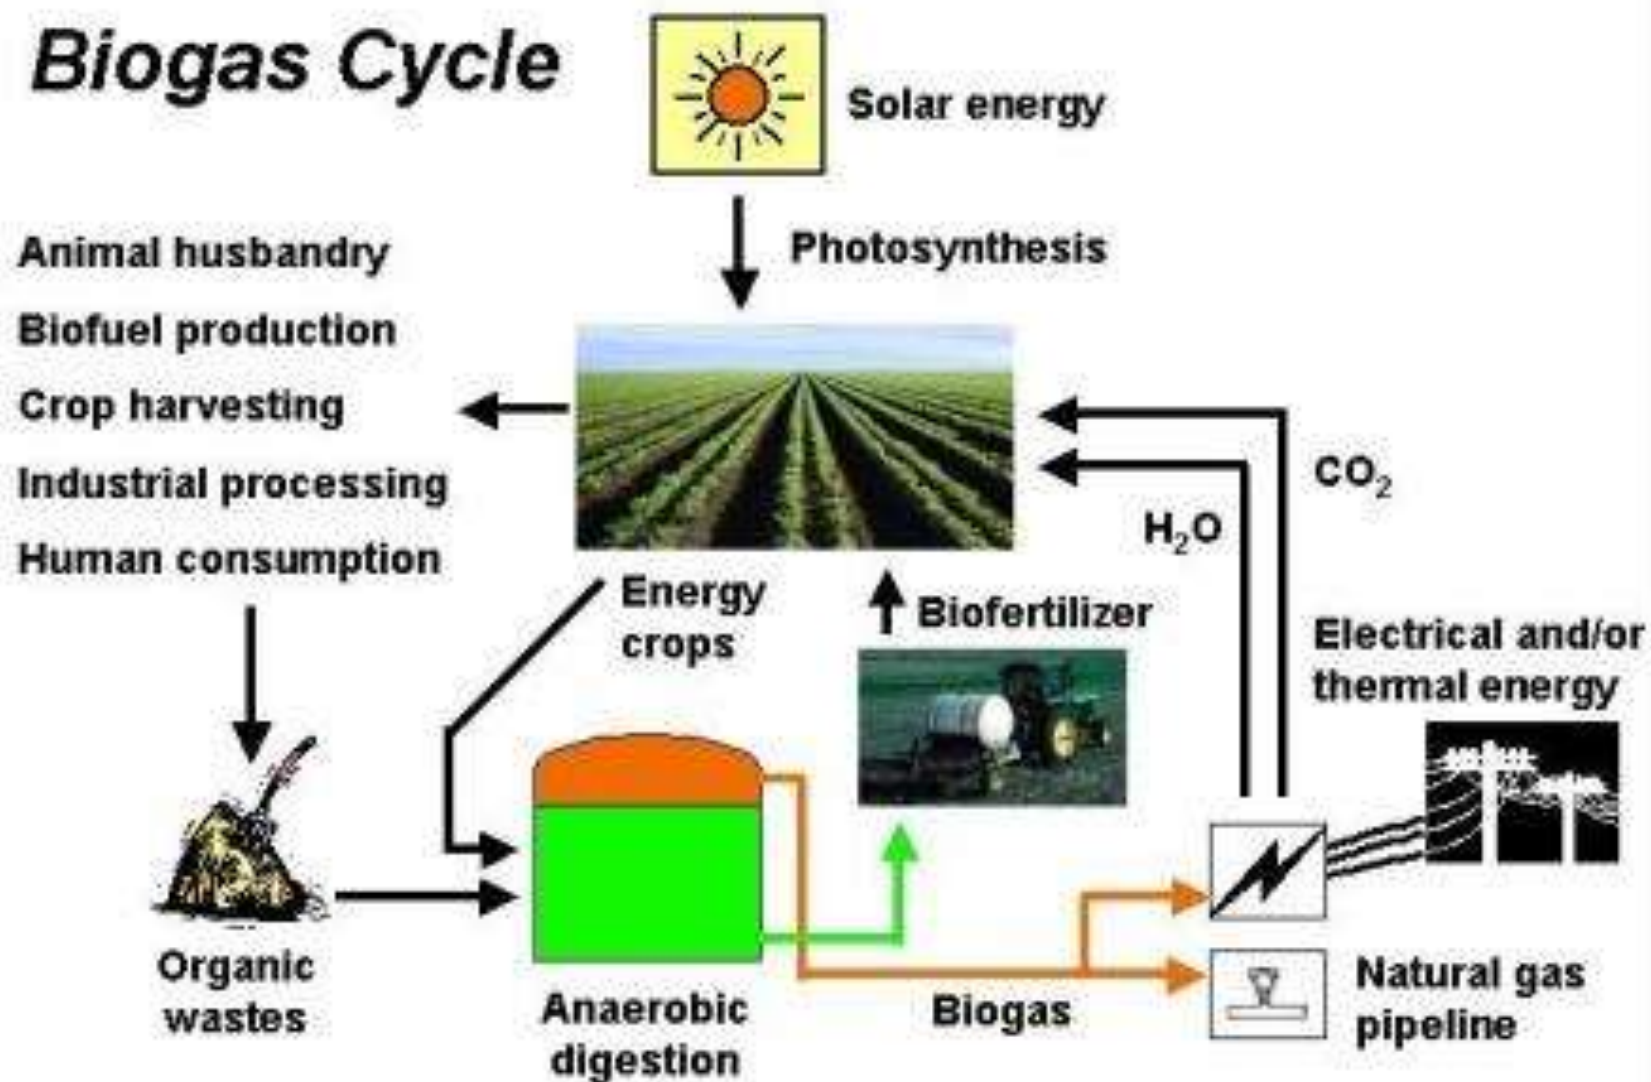 Biogas Cycle
Solar energy
Photosynthesis
Animal husbandry
Biofuel production
Crop harvesting
Industrial processing
Human consumption
CO₂
H₂O
Energy
crops
Biofertilizer
Electrical and/or
thermal energy
Organic
wastes
Anaerobic
digestion
Biogas
Natural gas
pipeline